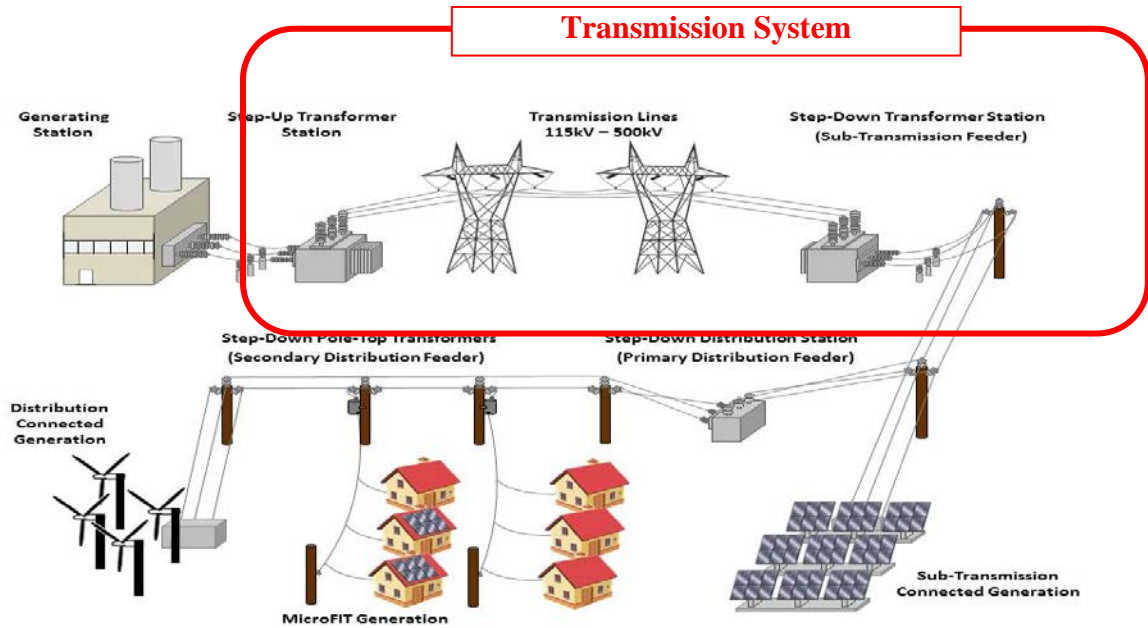 Transmission System
Generating
Station
Step-Up Transformer
Station
Transmission Lines
115kV – 500kV
Step-Down Transformer Station
(Sub-Transmission Feeder)
Step-Down Pole-Top Transformers
(Secondary Distribution Feeder)
Step-Down Distribution Station
(Primary Distribution Feeder)
Distribution
Connected
Generation
MicroFIT Generation
Sub-Transmission
Connected Generation